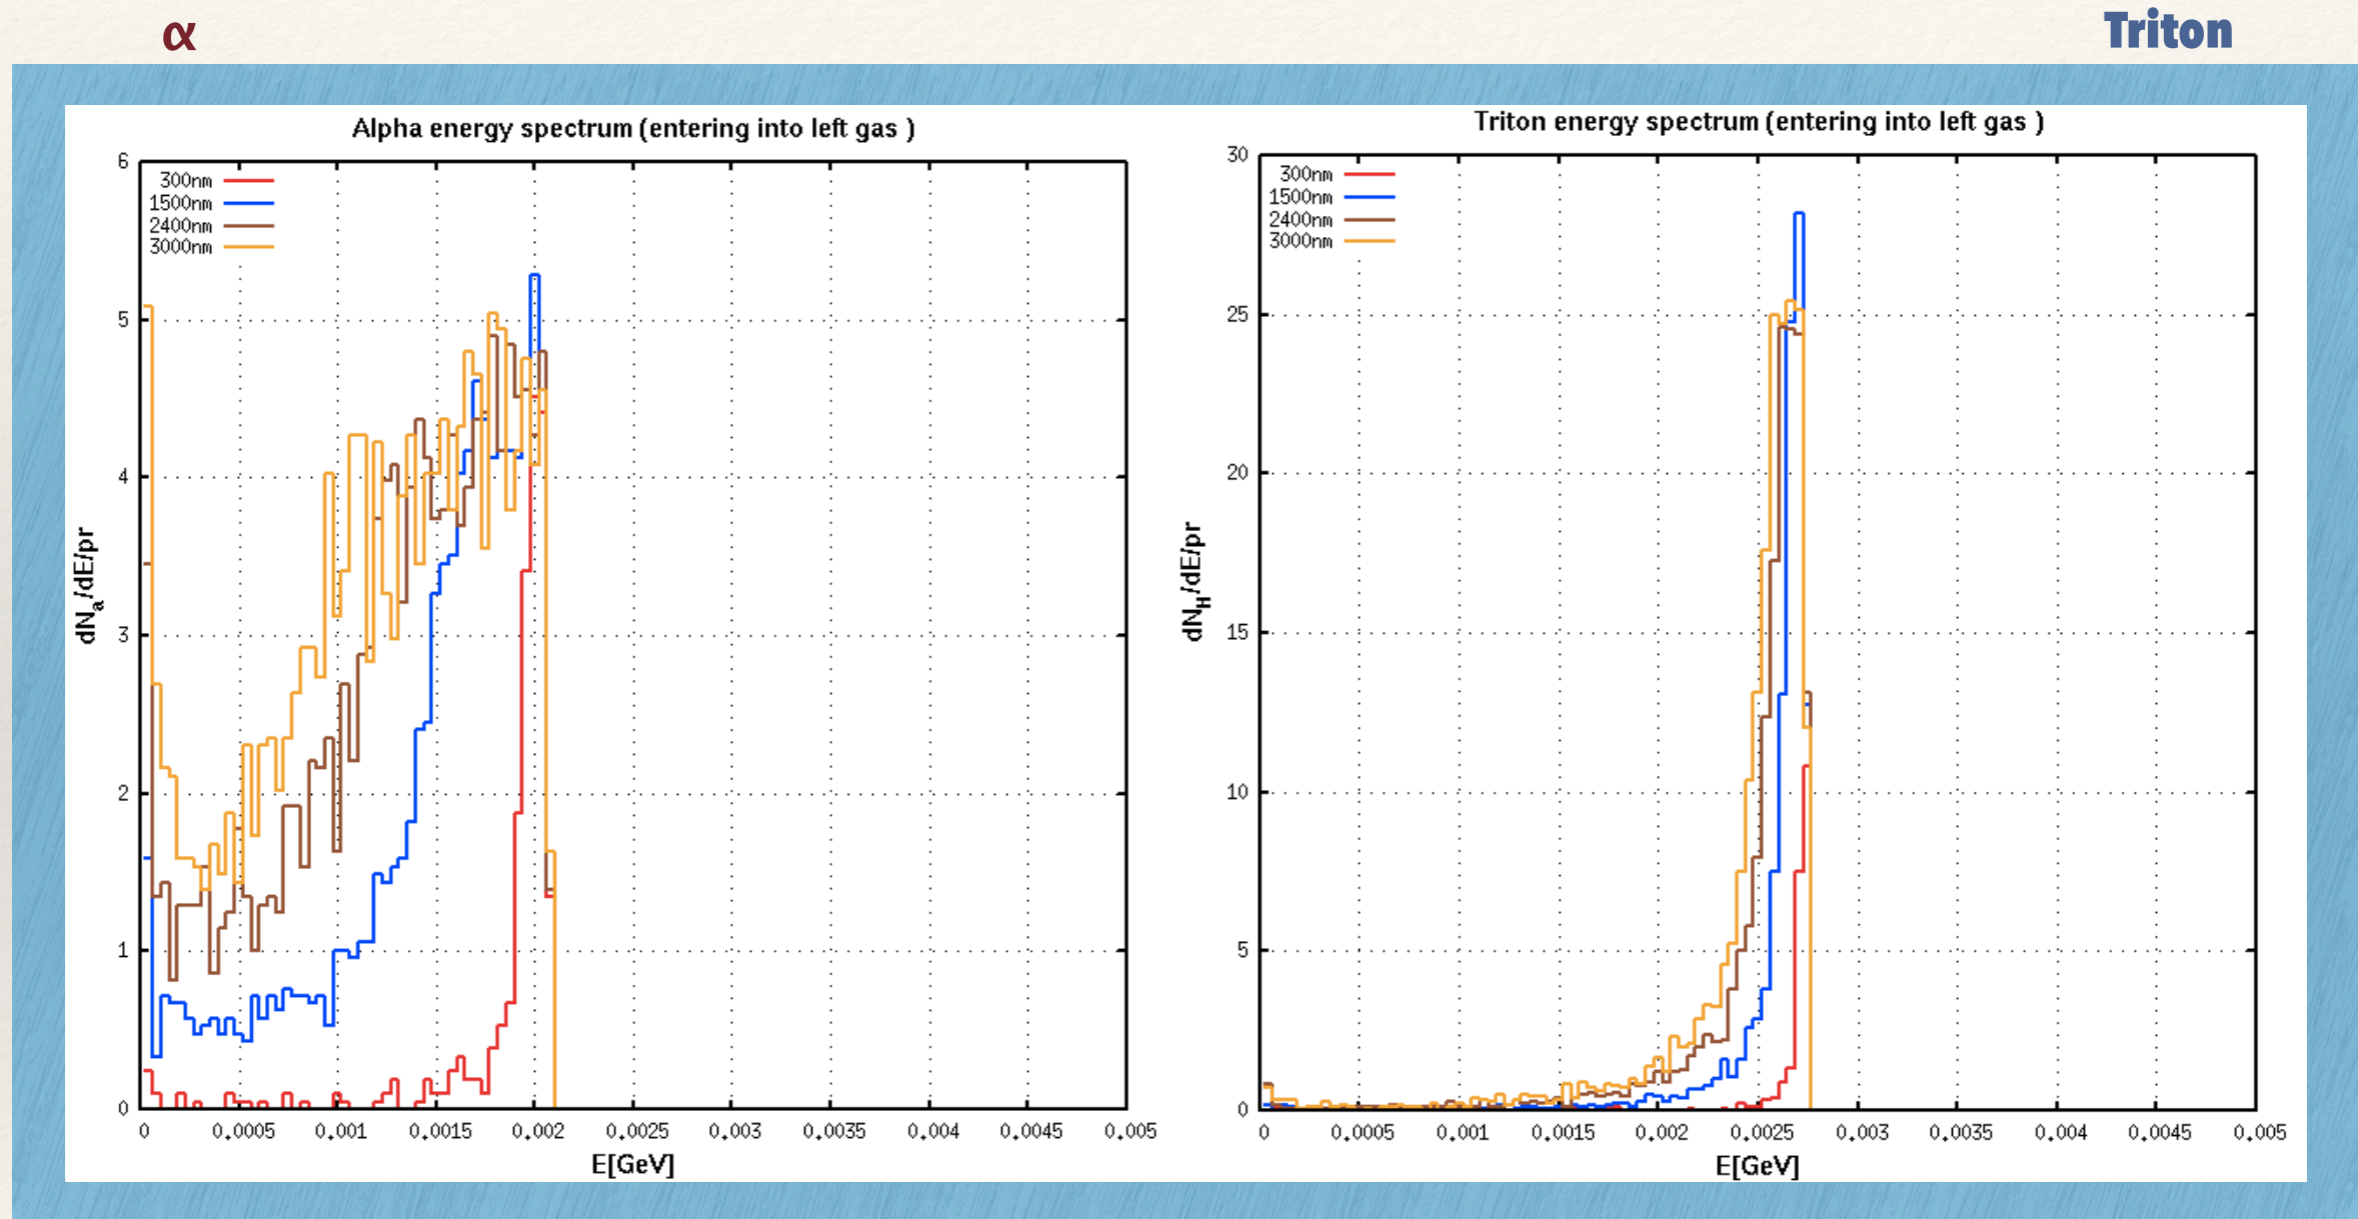 α
Triton
Alpha energy spectrum (entering into left gas )
6
5
4
3
2
1
0
300nm
1500nm
2400nm
3000nm
dNa/dE/pr
0 0.0005 0.001 0.0015 0.002 0.0025 0.003 0.0035 0.004 0.0045 0.005
E[GeV]
Triton energy spectrum (entering into left gas )
30
25
20
15
10
5
0
300nm
1500nm
2400nm
3000nm
dNH/dE/pr
0 0.0005 0.001 0.0015 0.002 0.0025 0.003 0.0035 0.004 0.0045 0.005
E[GeV]